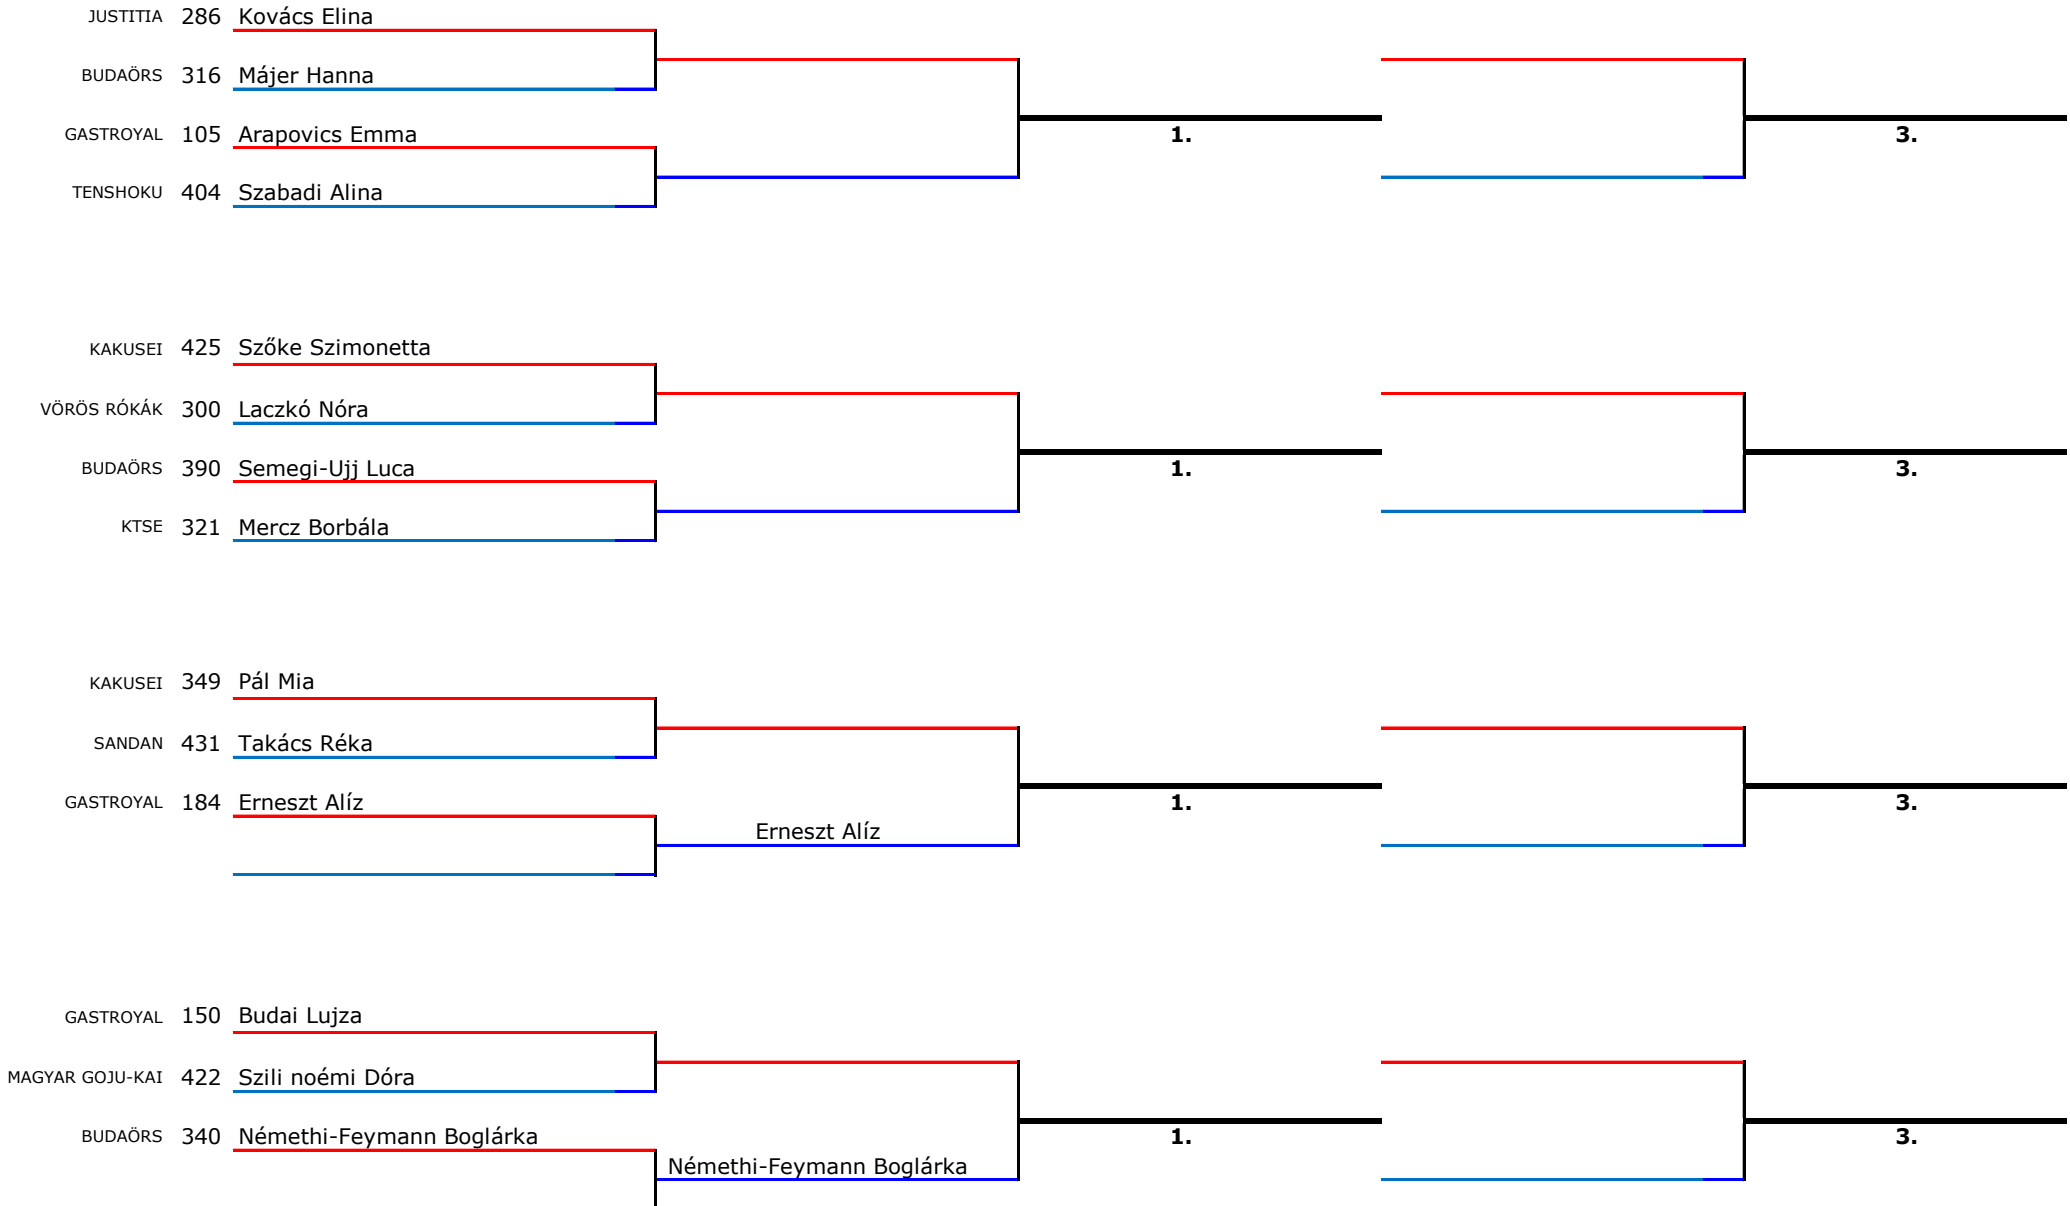 JUSTITIA 286 Kovács Elina
BUDAÖRS 316 Májer Hanna
GASTROYAL 105 Arapovics Emma 1. 3.
TENSHOKU 404 Szabadi Alina
KAKUSEI 425 Szőke Szimonetta
VÖRÖS RÓKÁK 300 Laczkó Nóra
BUDAÖRS 390 Semegi-Ujj Luca 1. 3.
KTSE 321 Mercz Borbála
KAKUSEI 349 Pál Mia
SANDAN 431 Takács Réka
GASTROYAL 184 Erneszt Alíz 1. 3.
Erneszt Alíz
GASTROYAL 150 Budai Lujza
MAGYAR GOJU-KAI 422 Szili noémi Dóra
BUDAÖRS 340 Némethi-Feymann Boglárka 1. 3.
Némethi-Feymann Boglárka